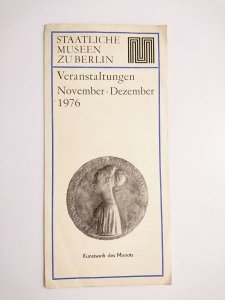 STAATLICHE
MUSEEN
ZU BERLIN
Veranstaltungen
November · Dezember
1976
Kunstwerk des Monats